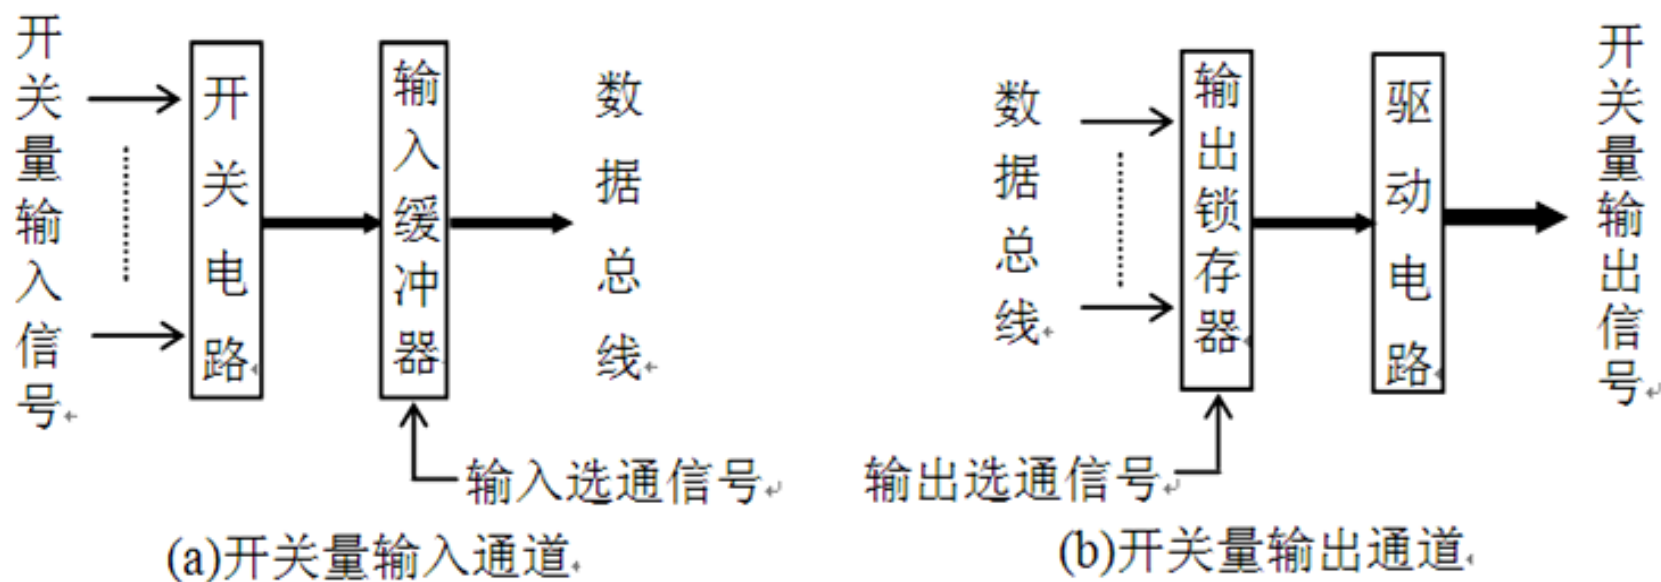 开关量输入信号
开关电路
输入缓冲器
数据总线
输入选通信号
(a)开关量输入通道
数据总线
输出锁存器
驱动电路
开关量输出信号
输出选通信号
(b)开关量输出通道